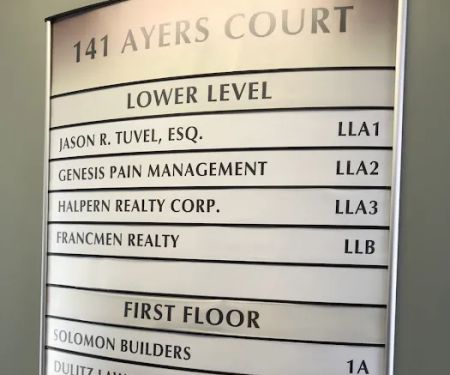 141 AYERS COURT
LOWER LEVEL
JASON R. TUVEL, ESQ. LLA1
GENESIS PAIN MANAGEMENT LLA2
HALPERN REALTY CORP. LLA3
FRANCMEN REALTY LLB
FIRST FLOOR
SOLOMON BUILDERS 1A
DULITZ